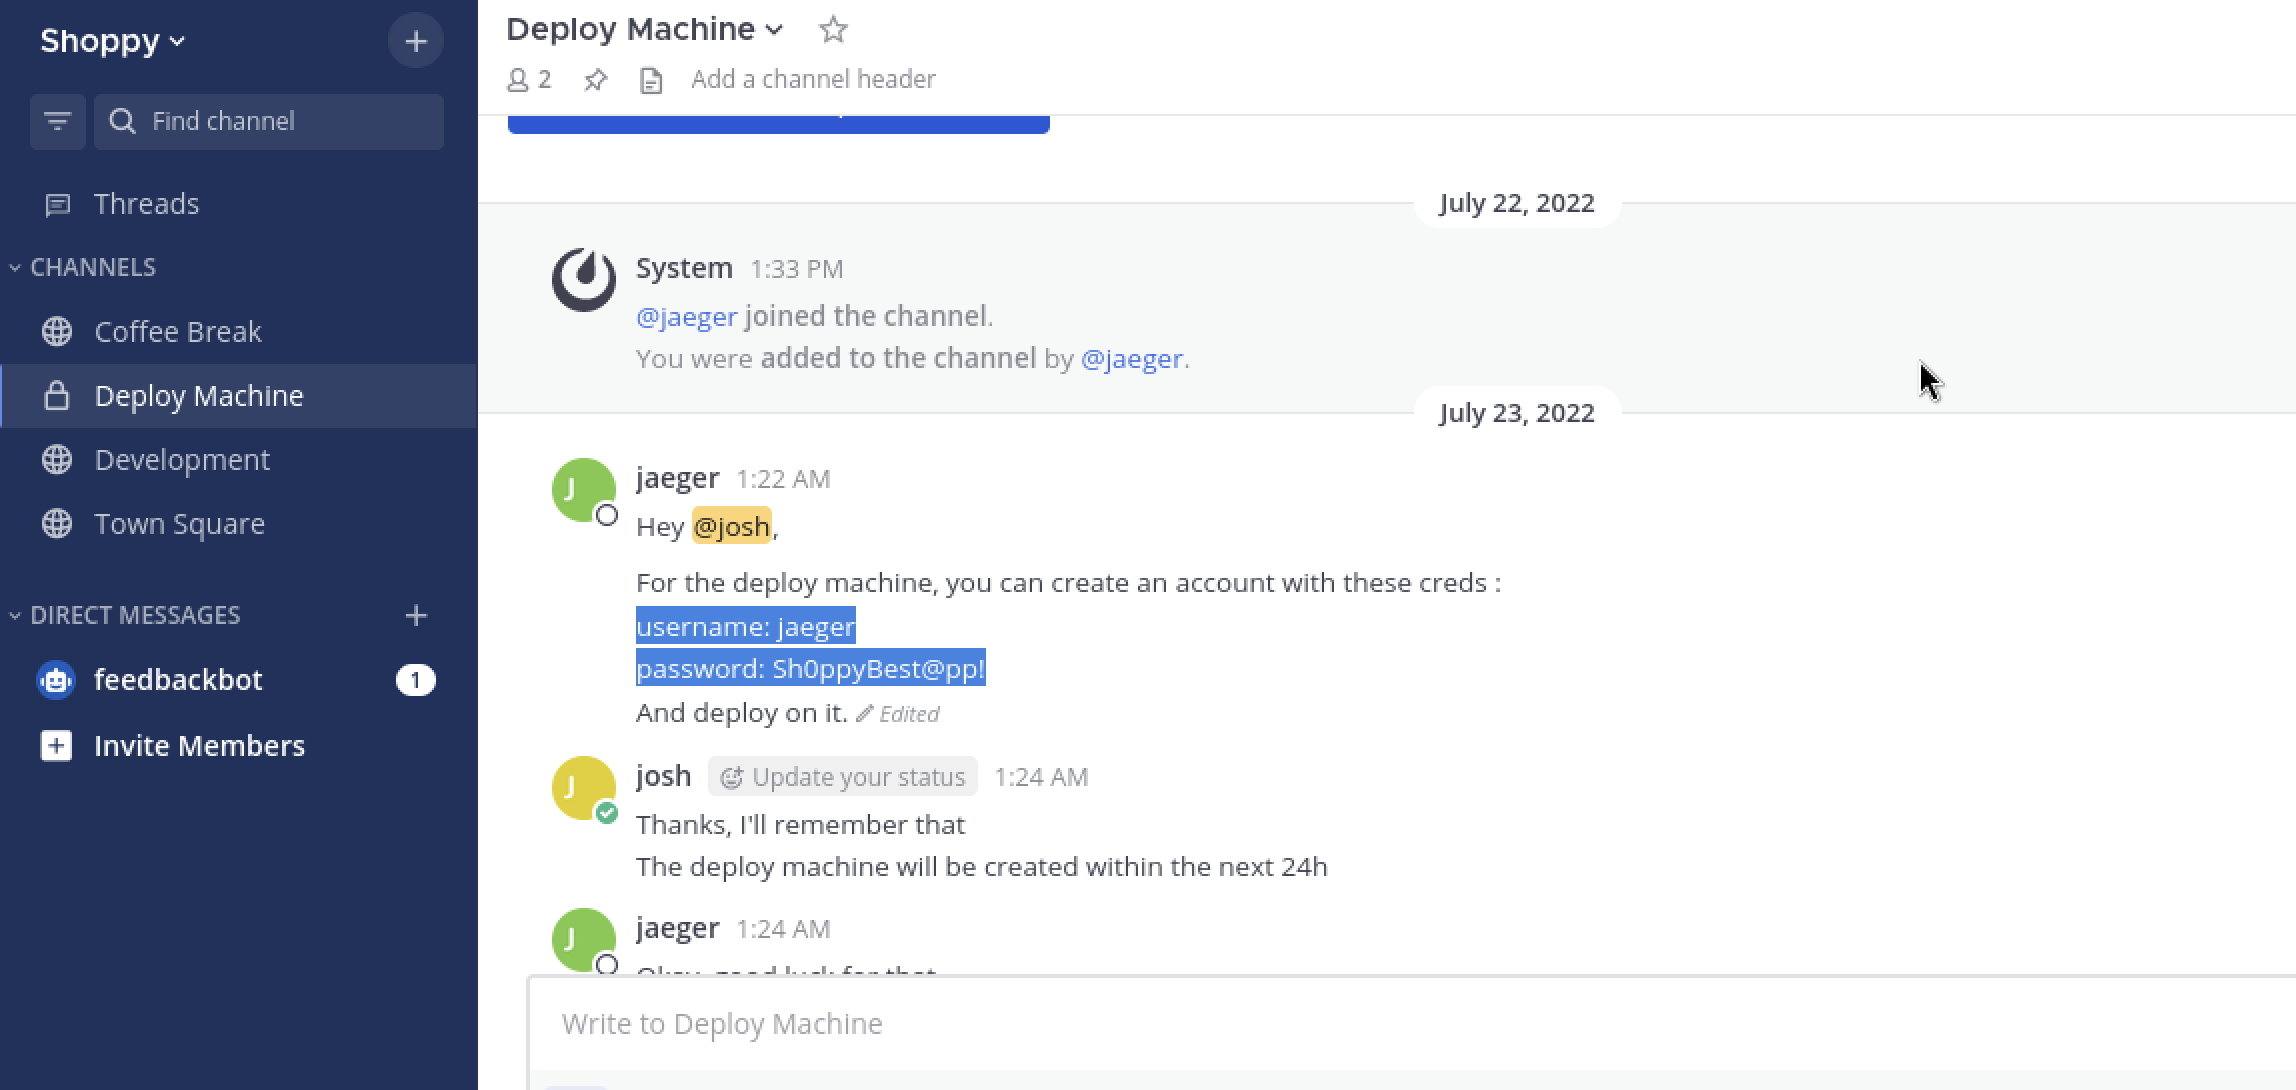 Shoppy
Find channel
Threads
CHANNELS
Coffee Break
Deploy Machine
Development
Town Square
DIRECT MESSAGES
feedbackbot 1
Invite Members
Deploy Machine
2 Add a channel header
July 22, 2022
System 1:33 PM
@jaeger joined the channel.
You were added to the channel by @jaeger.
July 23, 2022
J
jaeger 1:22 AM
Hey @josh,
For the deploy machine, you can create an account with these creds :
username: jaeger
password: Sh0ppyBest@pp!
And deploy on it. Edited
J
josh Update your status 1:24 AM
Thanks, I'll remember that
The deploy machine will be created within the next 24h
J
jaeger 1:24 AM
Okay, good luck for that
Write to Deploy Machine